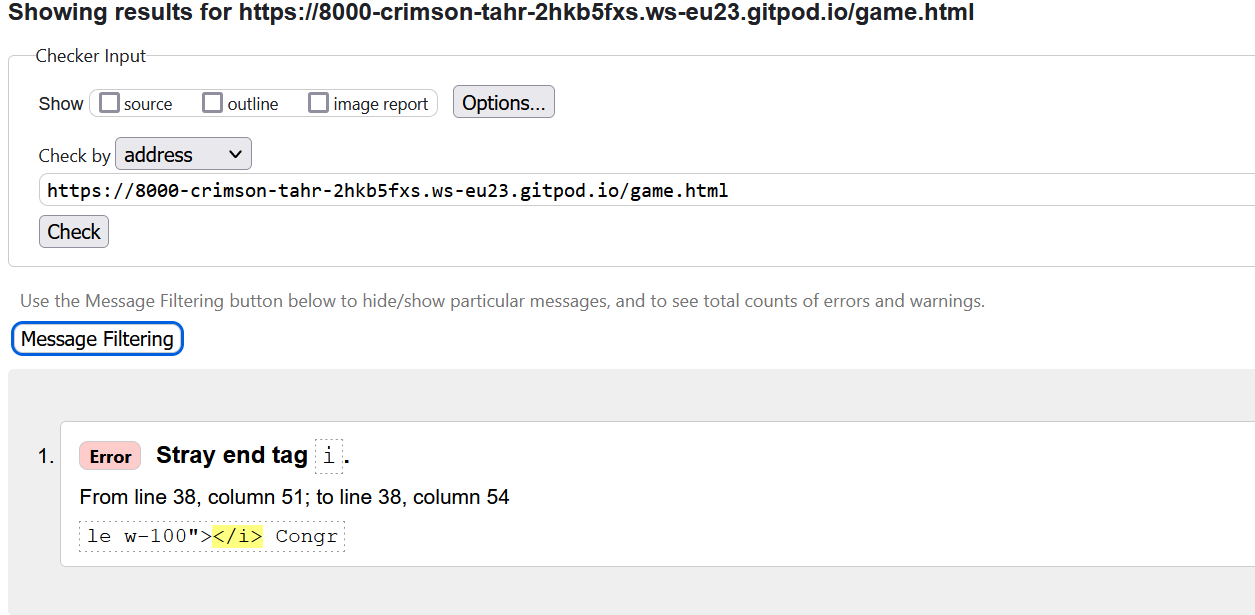 Showing results for https://8000-crimson-tahr-2hkb5fxs.ws-eu23.gitpod.io/game.html
Checker Input
Show source outline image report Options...
Check by address
https://8000-crimson-tahr-2hkb5fxs.ws-eu23.gitpod.io/game.html
Check
Use the Message Filtering button below to hide/show particular messages, and to see total counts of errors and warnings.
Message Filtering
1. Error Stray end tag i.
From line 38, column 51; to line 38, column 54
le w-100"></i> Congr